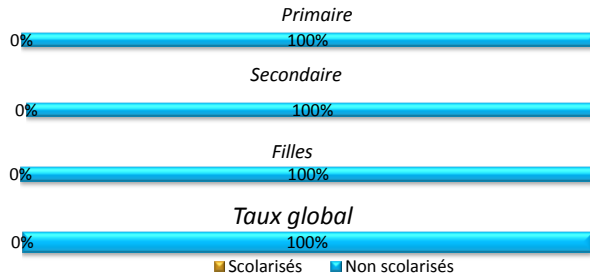 Primaire
0% 100%
Secondaire
0% 100%
Filles
0% 100%
Taux global
0% 100%
Scolarisés Non scolarisés